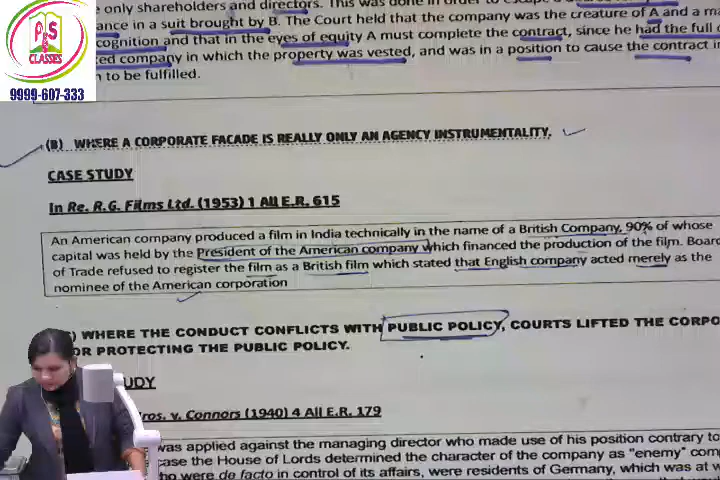 e only shareholders and directors. This was done in order to escape a
ance in a suit brought by B. The Court held that the company was the creature of A and a ma
cognition and that in the eyes of equity A must complete the contract, since he had the full c
ed company in which the property was vested, and was in a position to cause the contract in
n to be fulfilled.
P S
CLASSES
9999-607-333
(B) WHERE A CORPORATE FACADE IS REALLY ONLY AN AGENCY INSTRUMENTALITY.
CASE STUDY
In Re. R.G. Films Ltd. (1953) 1 All E.R. 615
An American company produced a film in India technically in the name of a British Company, 90% of whose
capital was held by the President of the American company which financed the production of the film. Board
of Trade refused to register the film as a British film which stated that English company acted merely as the
nominee of the American corporation
) WHERE THE CONDUCT CONFLICTS WITH PUBLIC POLICY, COURTS LIFTED THE CORPO
OR PROTECTING THE PUBLIC POLICY.
UDY
ros. v. Connors (1940) 4 All E.R. 179
was applied against the managing director who made use of his position contrary to
case the House of Lords determined the character of the company as "enemy" com
ho were de facto in control of its affairs, were residents of Germany, which was at w